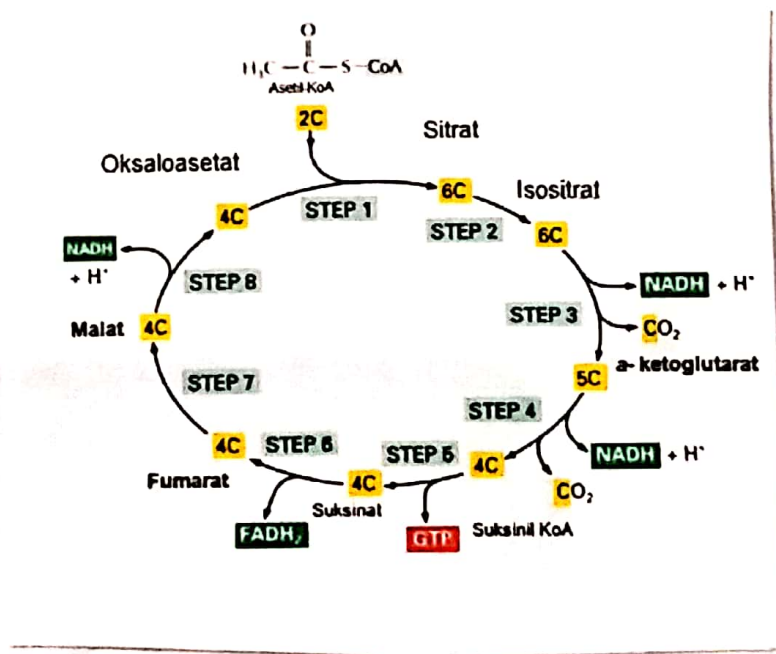 O
H₃C — C — S — CoA
Asetil-KoA
2C
Sitrat
Oksaloasetat
6C
Isositrat
4C
STEP 1
STEP 2
6C
NADH
+ H⁺
STEP 8
NADH + H⁺
STEP 3
CO₂
Malat 4C
a- ketoglutarat
5C
STEP 7
STEP 4
4C
STEP 6
STEP 5
4C
NADH + H⁺
Fumarat
4C
CO₂
Suksinat
FADH₂
GTP
Suksinil KoA